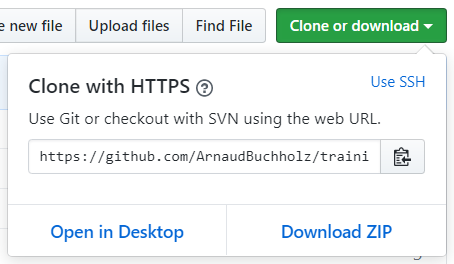 e new file Upload files Find File Clone or download
Clone with HTTPS Use SSH
Use Git or checkout with SVN using the web URL.
https://github.com/ArnaudBuchholz/traini
Open in Desktop Download ZIP